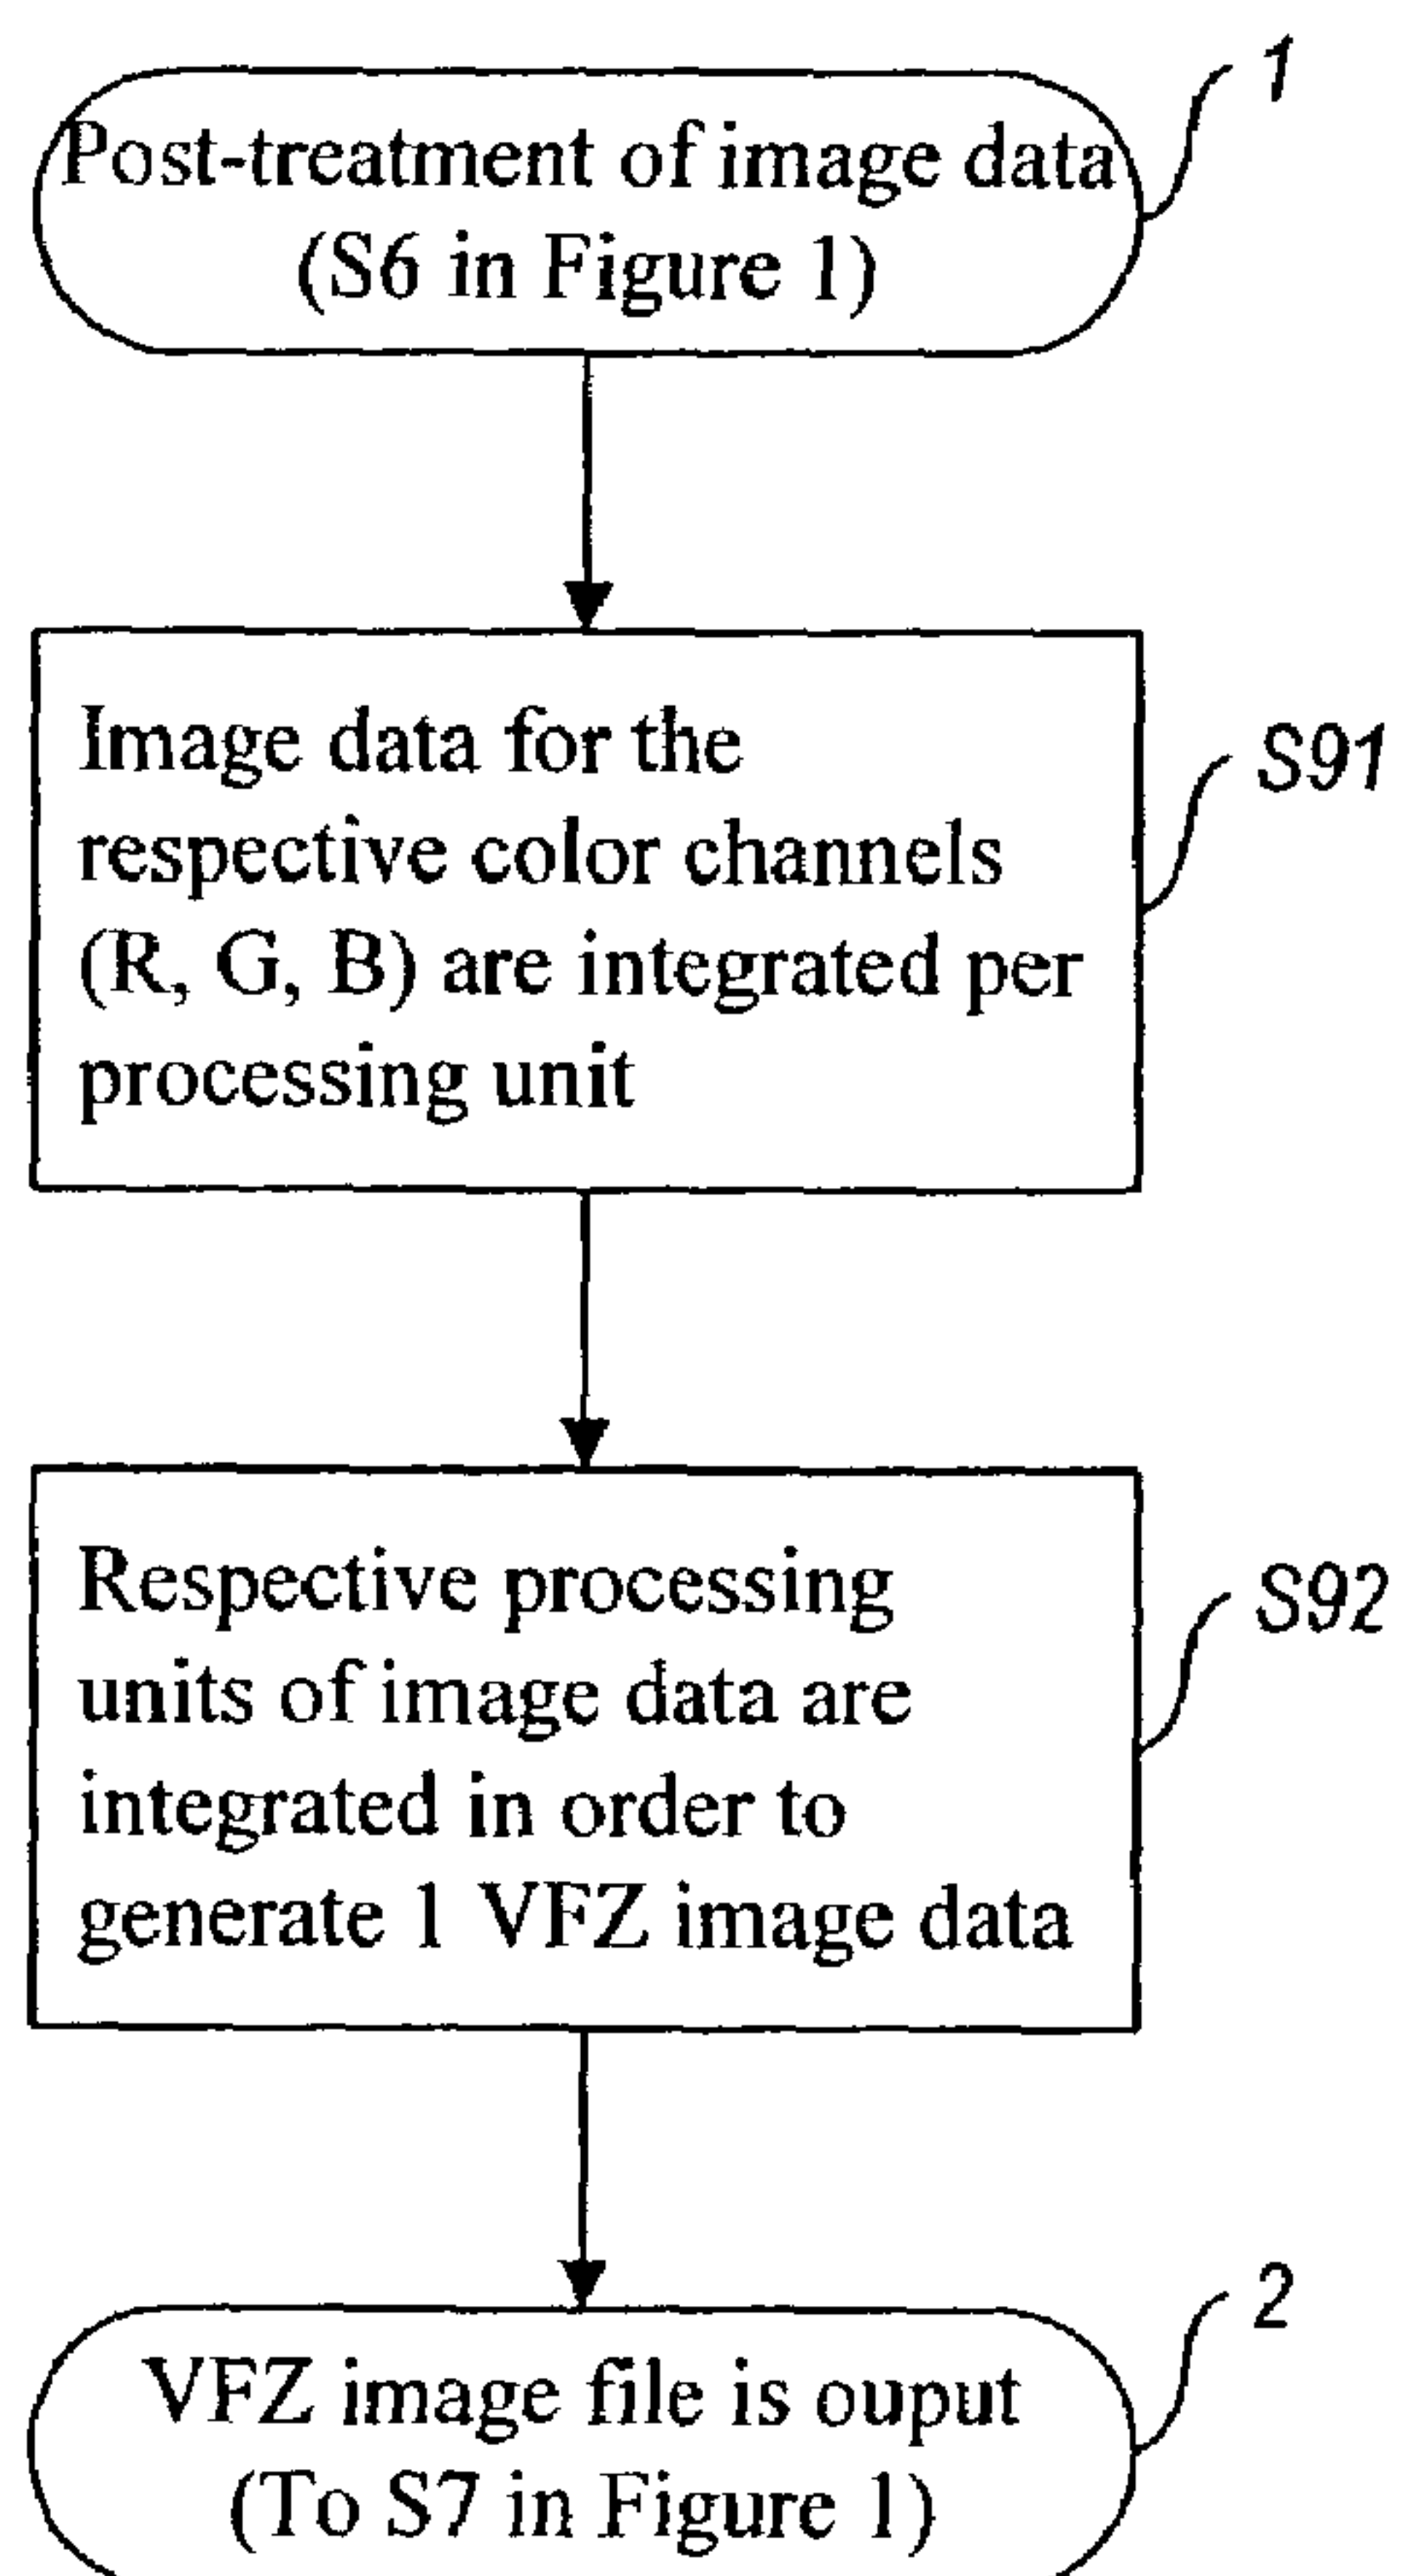 1
Post-treatment of image data
(S6 in Figure 1)
Image data for the
respective color channels
(R, G, B) are integrated per
processing unit
S91
Respective processing
units of image data are
integrated in order to
generate 1 VFZ image data
S92
2
VFZ image file is ouput
(To S7 in Figure 1)